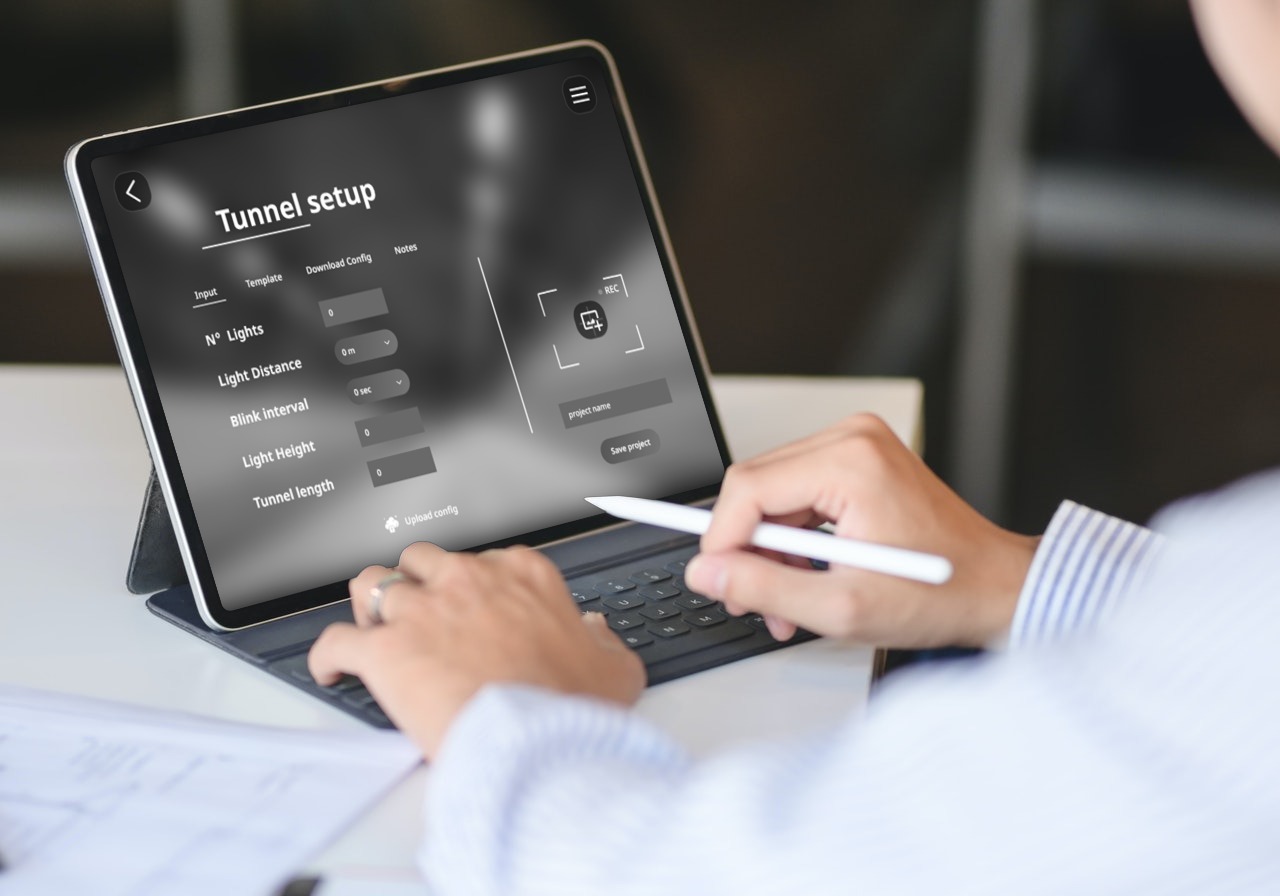 Tunnel setup
Input Template Download Config Notes
Nº Lights 0
Light Distance 0 m
Blink interval 0 sec
Light Height 0
Tunnel length 0
Upload config
REC
project name
Save project